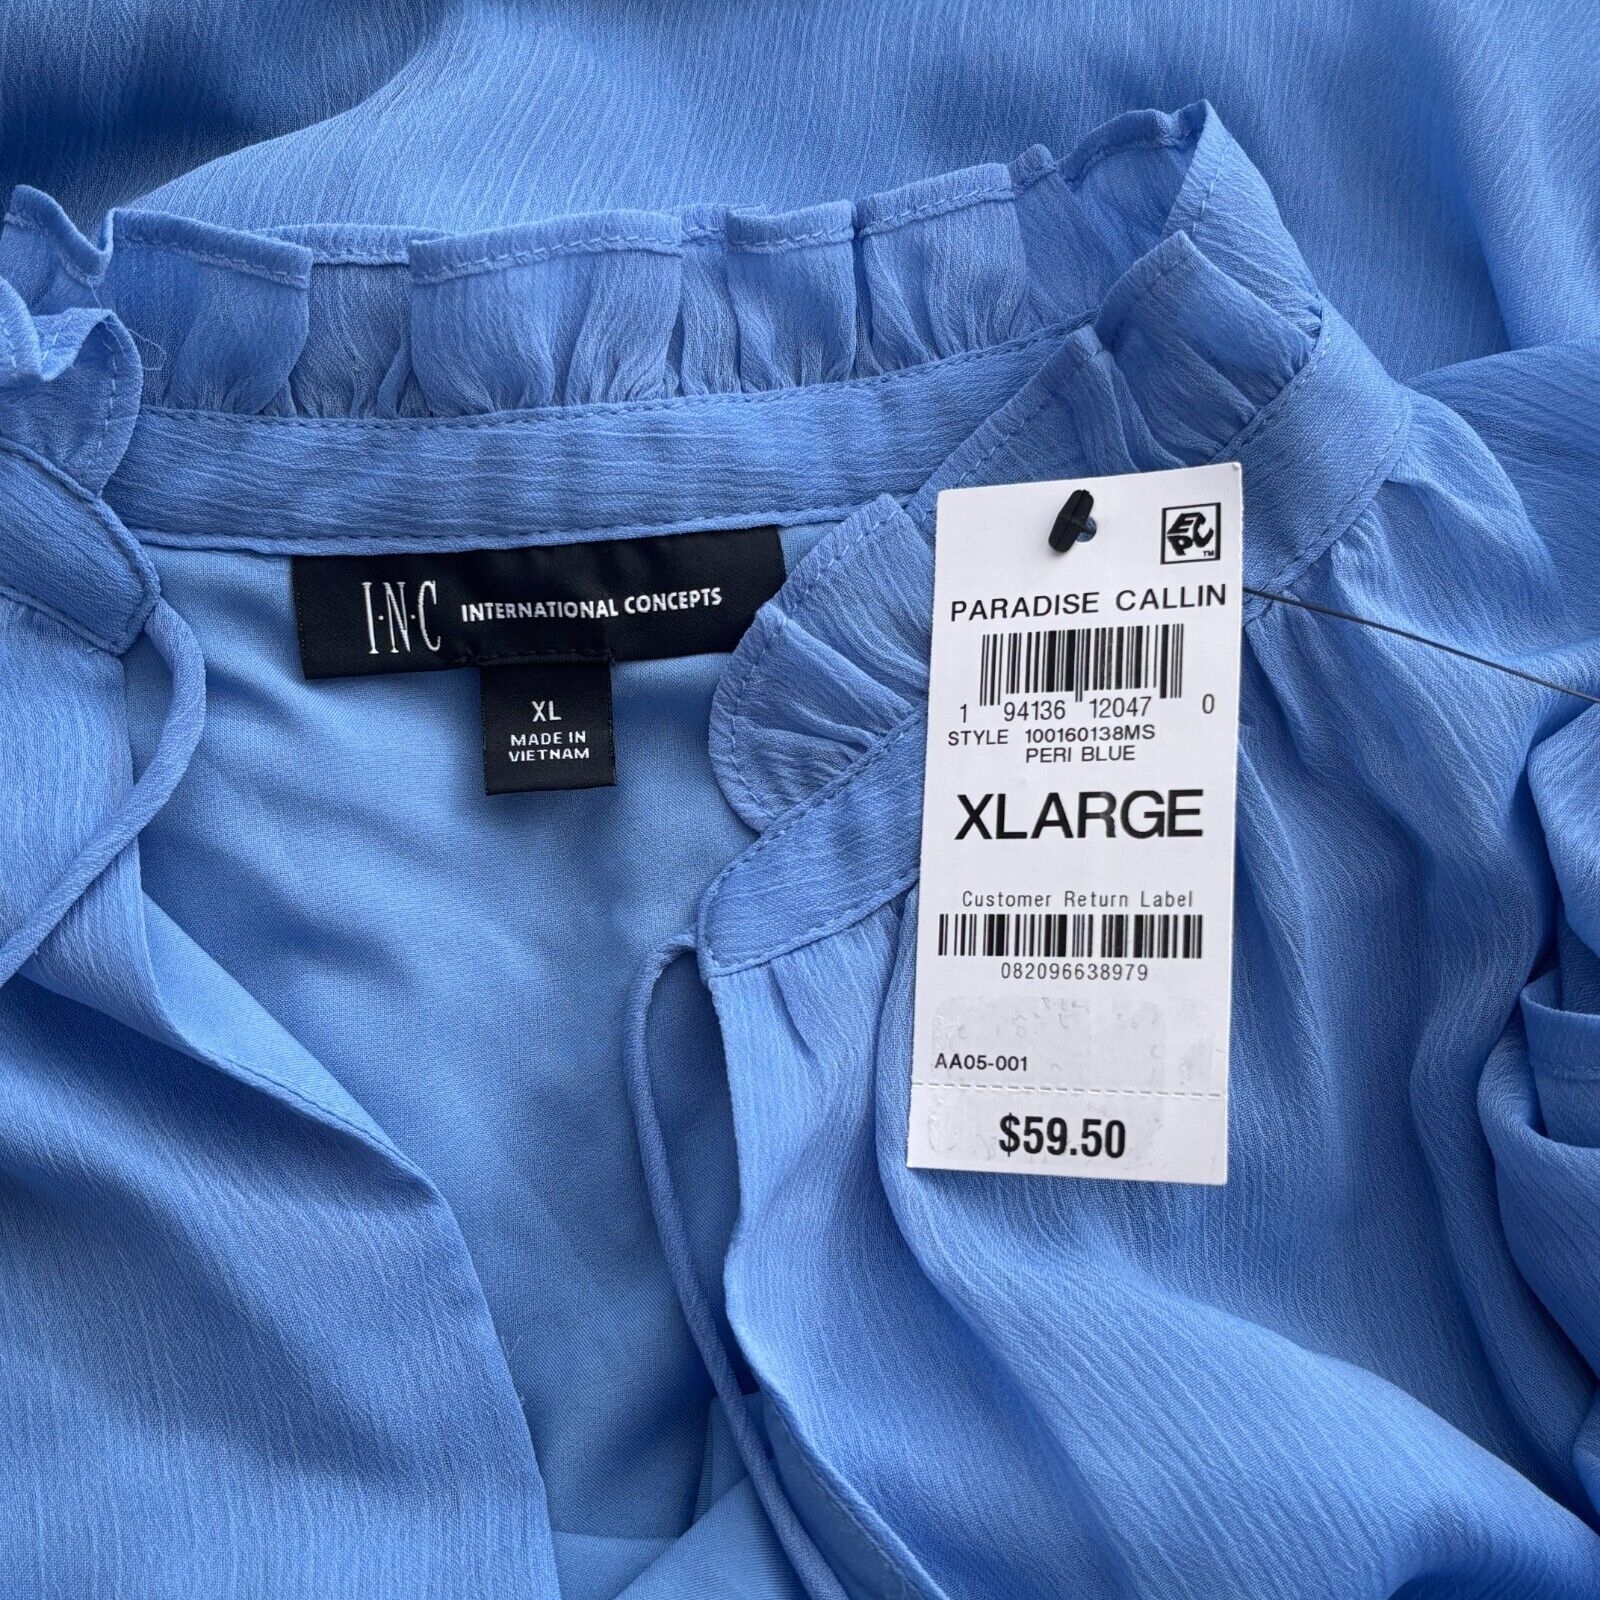 I·N·C INTERNATIONAL CONCEPTS
XL
MADE IN
VIETNAM
EPC™
PARADISE CALLIN
1 94136 12047 0
STYLE 100160138MS
PERI BLUE
XLARGE
Customer Return Label
082096638979
AA05-001
$59.50